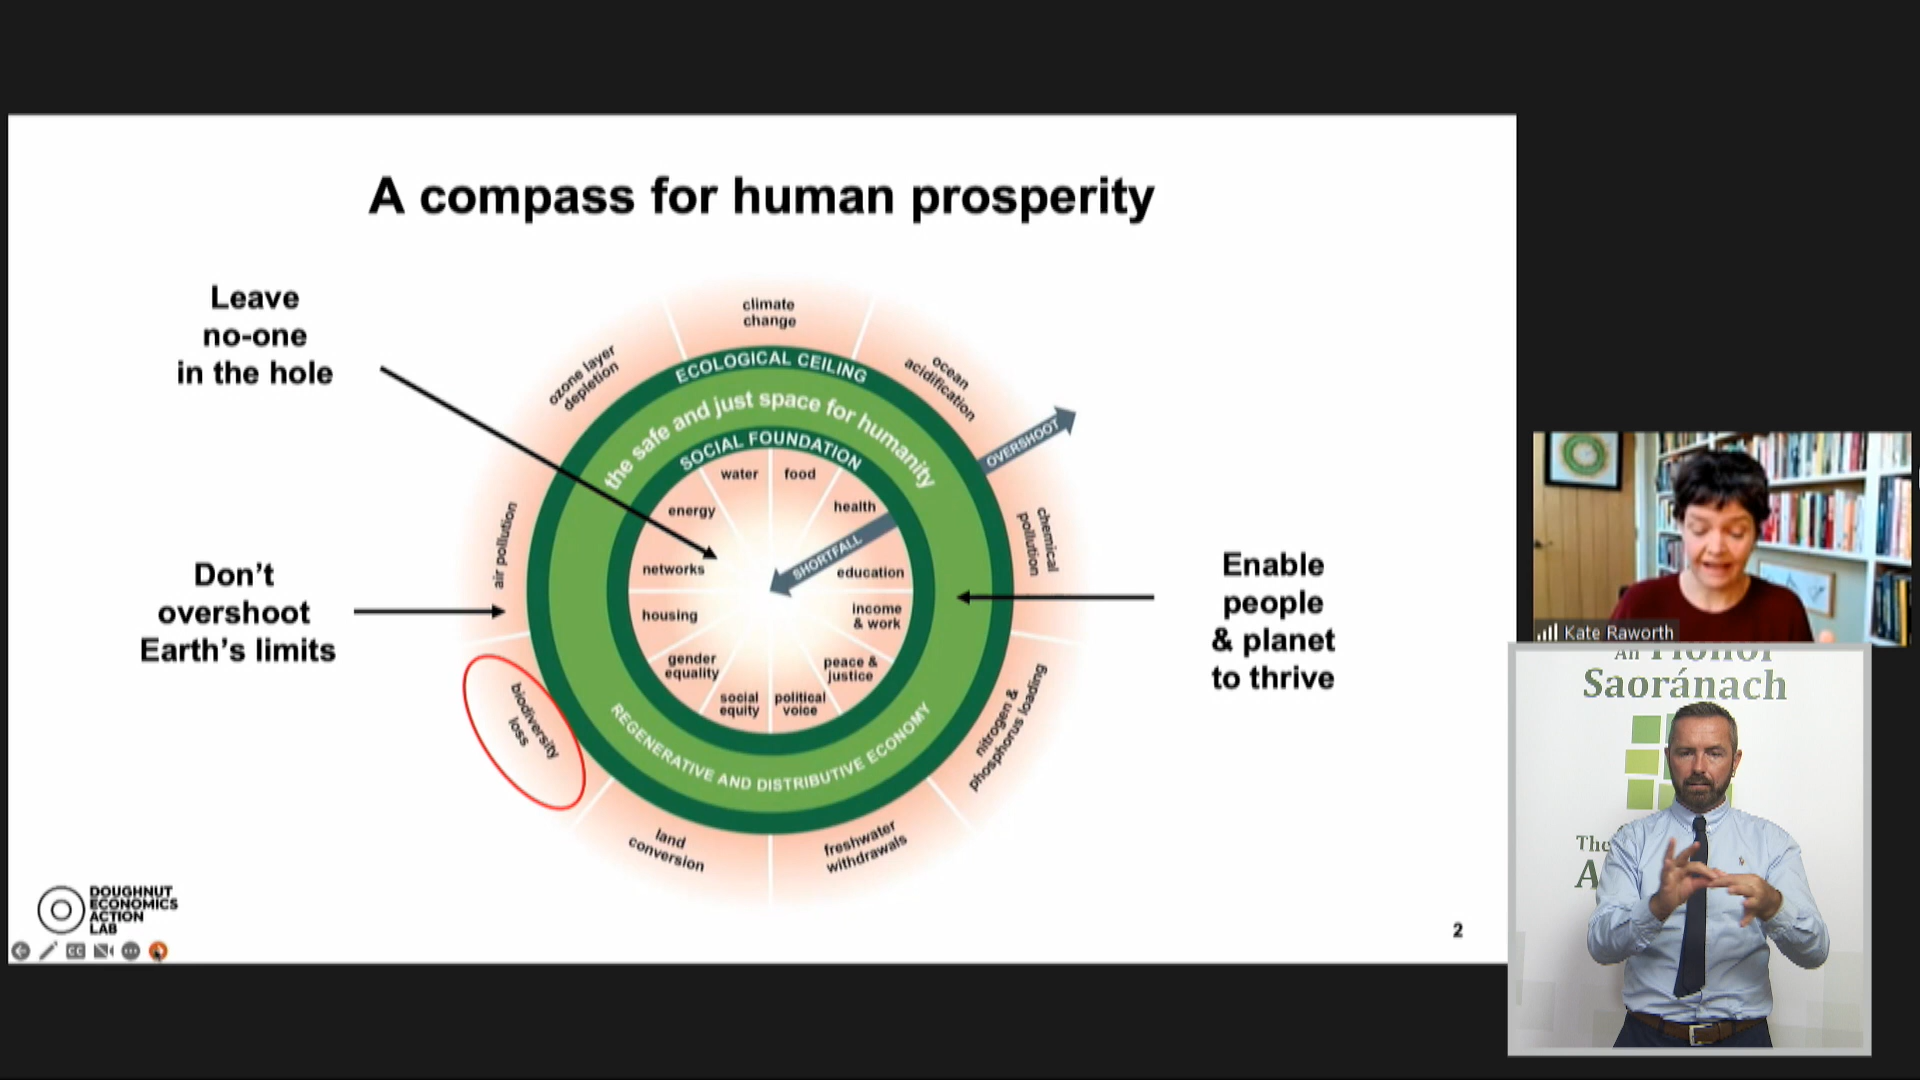 A compass for human prosperity
Leave
no-one
in the hole
Don't
overshoot
Earth's limits
Enable
people
& planet
to thrive
climate
change
ocean
acidification
chemical
pollution
nitrogen &
phosphorus loading
freshwater
withdrawals
land
conversion
biodiversity
loss
air pollution
ozone layer
depletion
ECOLOGICAL CEILING
the safe and just space for humanity
SOCIAL FOUNDATION
OVERSHOOT
SHORTFALL
water
food
health
education
income
& work
peace &
justice
political
voice
social
equity
gender
equality
housing
networks
energy
REGENERATIVE AND DISTRIBUTIVE ECONOMY
DOUGHNUT
ECONOMICS
ACTION
LAB
CC
2
Kate Raworth
Saoránach
The
A